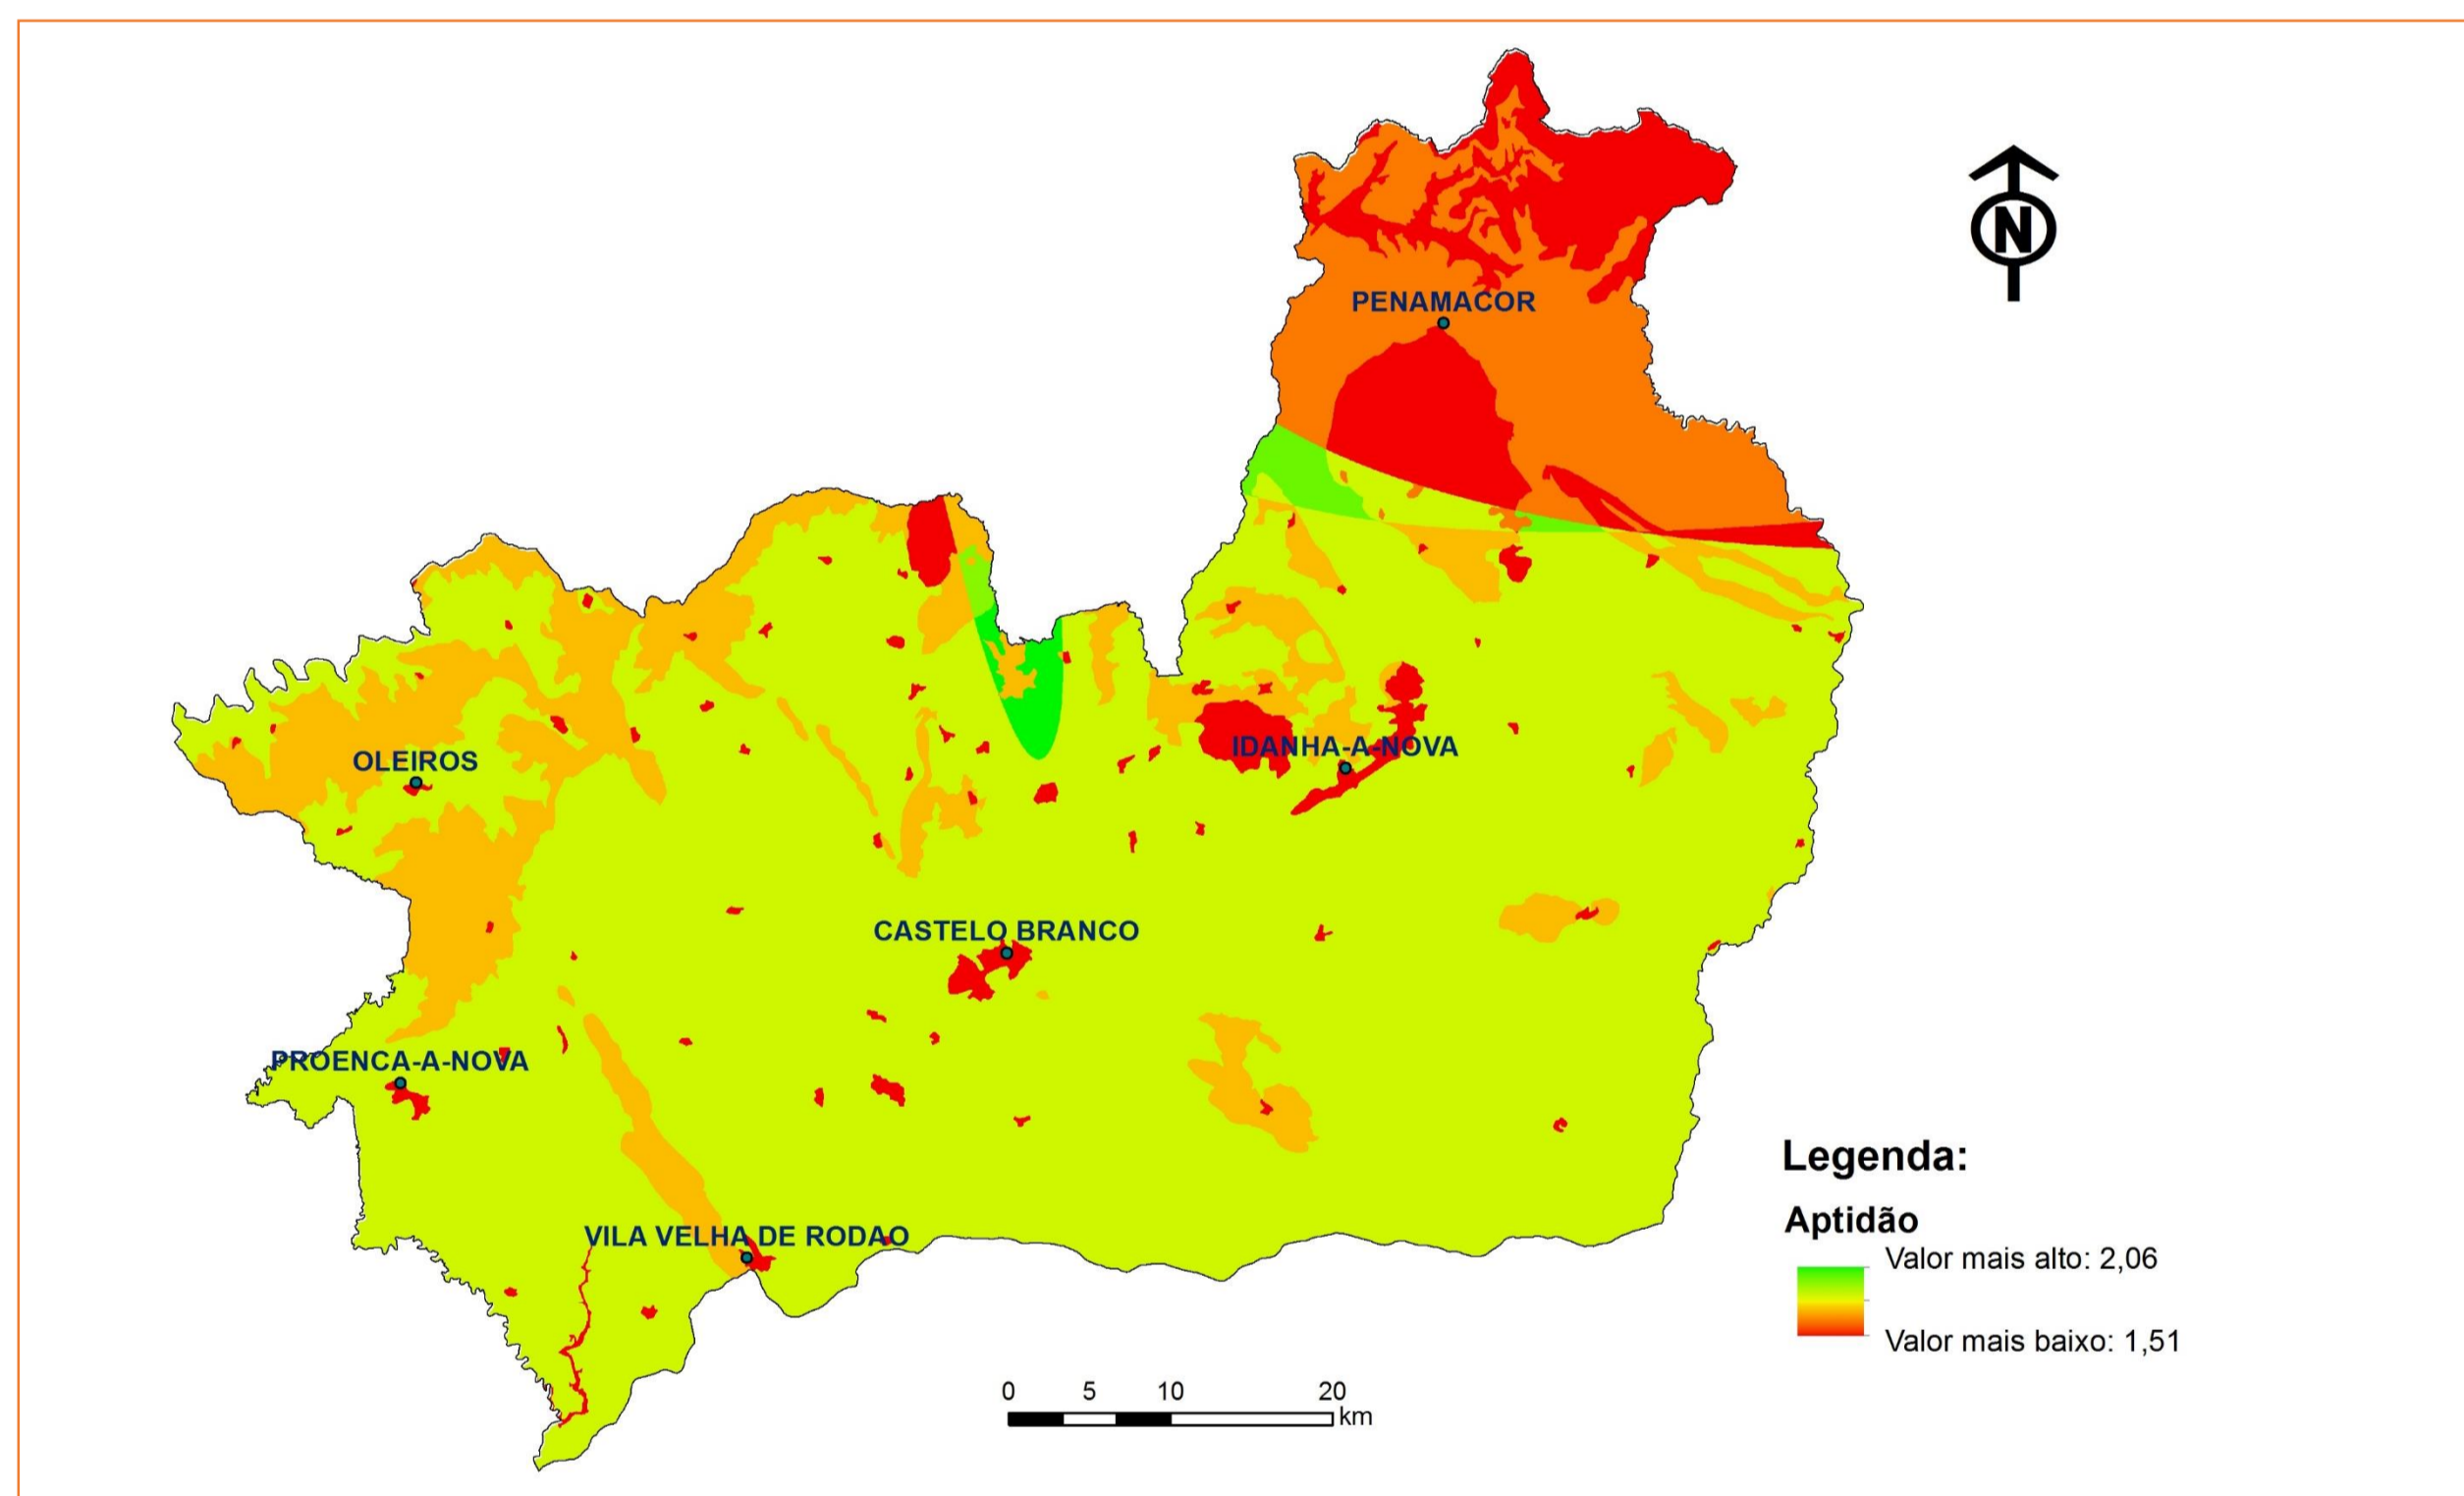 N
PENAMACOR
OLEIROS
IDANHA-A-NOVA
CASTELO BRANCO
PROENCA-A-NOVA
VILA VELHA DE RODAO
Legenda:
Aptidão
Valor mais alto: 2,06
Valor mais baixo: 1,51
0 5 10 20
km